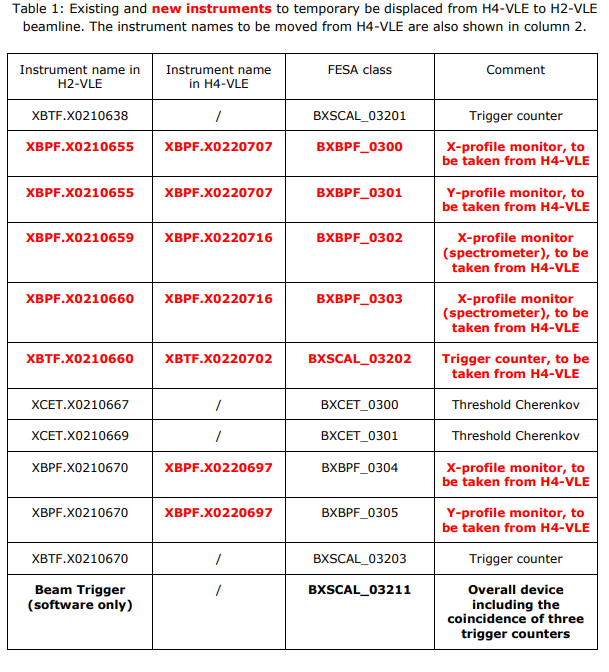 Table 1: Existing and new instruments to temporary be displaced from H4-VLE to H2-VLE
beamline. The instrument names to be moved from H4-VLE are also shown in column 2.
Instrument name in H2-VLE | Instrument name in H4-VLE | FESA class | Comment
XBTF.X0210638 | / | BXSCAL_03201 | Trigger counter
XBPF.X0210655 | XBPF.X0220707 | BXBPF_0300 | X-profile monitor, to be taken from H4-VLE
XBPF.X0210655 | XBPF.X0220707 | BXBPF_0301 | Y-profile monitor, to be taken from H4-VLE
XBPF.X0210659 | XBPF.X0220716 | BXBPF_0302 | X-profile monitor (spectrometer), to be taken from H4-VLE
XBPF.X0210660 | XBPF.X0220716 | BXBPF_0303 | X-profile monitor (spectrometer), to be taken from H4-VLE
XBTF.X0210660 | XBTF.X0220702 | BXSCAL_03202 | Trigger counter, to be taken from H4-VLE
XCET.X0210667 | / | BXCET_0300 | Threshold Cherenkov
XCET.X0210669 | / | BXCET_0301 | Threshold Cherenkov
XBPF.X0210670 | XBPF.X0220697 | BXBPF_0304 | X-profile monitor, to be taken from H4-VLE
XBPF.X0210670 | XBPF.X0220697 | BXBPF_0305 | Y-profile monitor, to be taken from H4-VLE
XBTF.X0210670 | / | BXSCAL_03203 | Trigger counter
Beam Trigger (software only) | / | BXSCAL_03211 | Overall device including the coincidence of three trigger counters